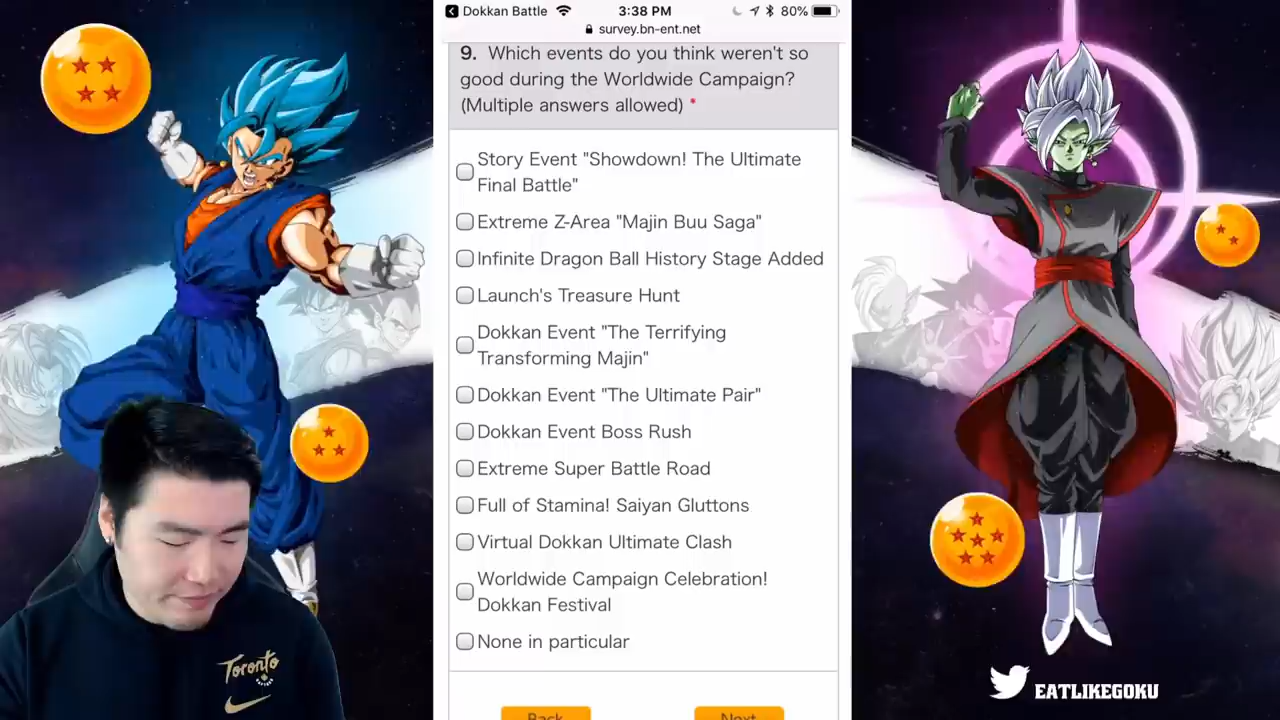 Dokkan Battle
3:38 PM
80%
survey.bn-ent.net
9. Which events do you think weren't so
good during the Worldwide Campaign?
(Multiple answers allowed) *
Story Event "Showdown! The Ultimate
Final Battle"
Extreme Z-Area "Majin Buu Saga"
Infinite Dragon Ball History Stage Added
Launch's Treasure Hunt
Dokkan Event "The Terrifying
Transforming Majin"
Dokkan Event "The Ultimate Pair"
Dokkan Event Boss Rush
Extreme Super Battle Road
Full of Stamina! Saiyan Gluttons
Virtual Dokkan Ultimate Clash
Worldwide Campaign Celebration!
Dokkan Festival
None in particular
Back
Next
Toronto
EATLIKEGOKU